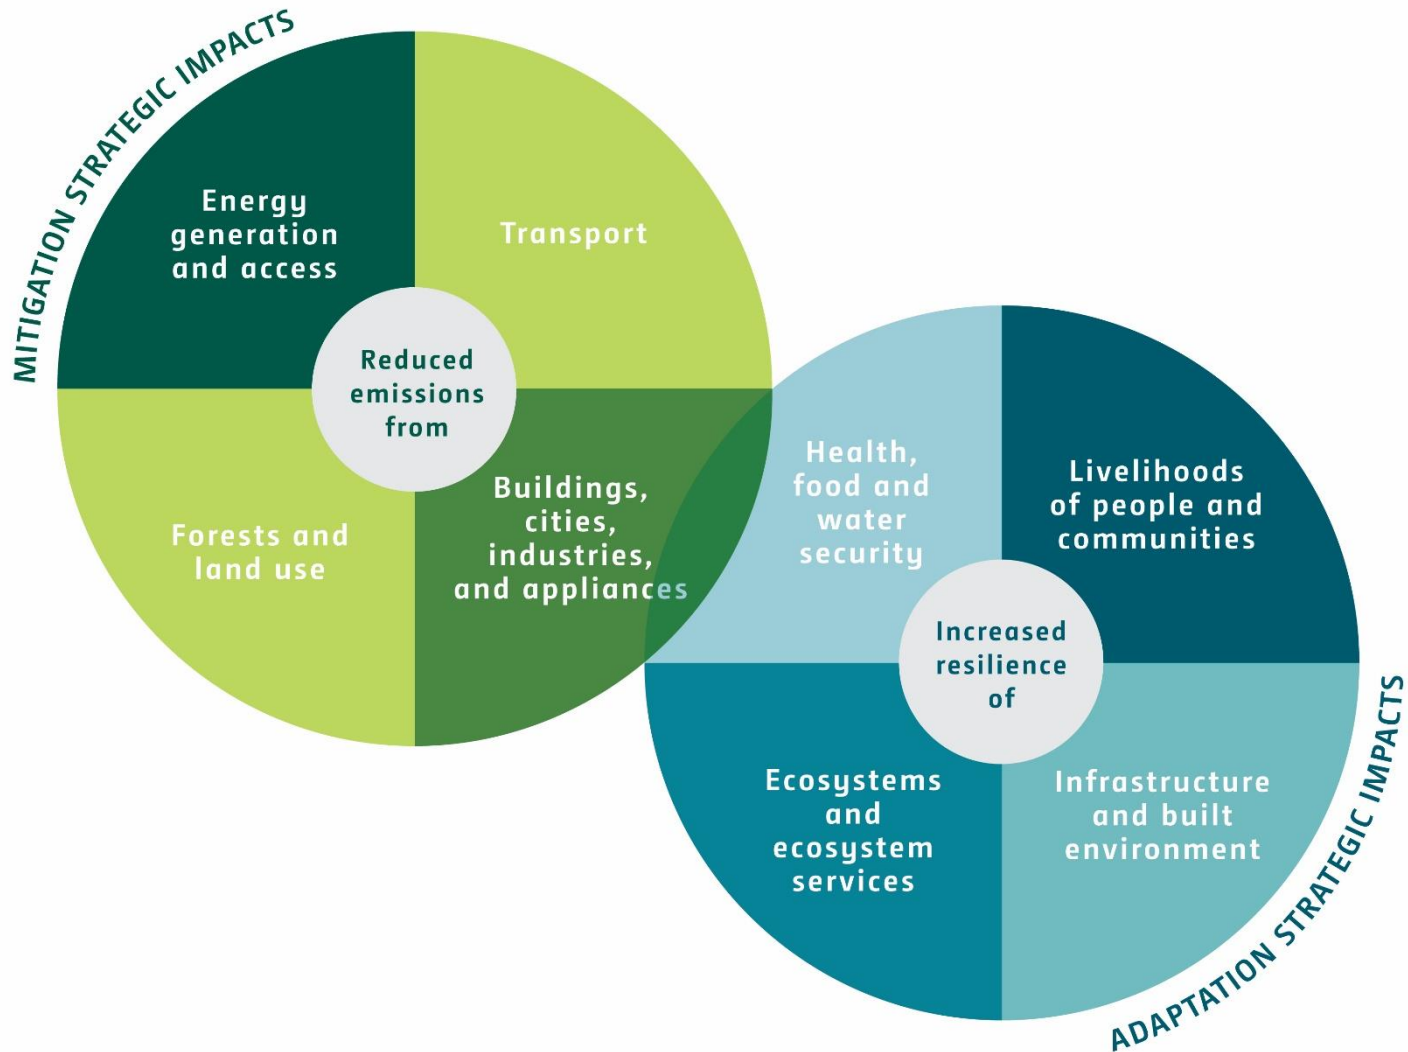 MITIGATION STRATEGIC IMPACTS
Energy
generation
and access
Transport
Reduced
emissions
from
Forests and
land use
Buildings,
cities,
industries,
and appliances
Health,
food and
water
security
Livelihoods
of people and
communities
Increased
resilience
of
Ecosystems
and
ecosystem
services
Infrastructure
and built
environment
ADAPTATION STRATEGIC IMPACTS